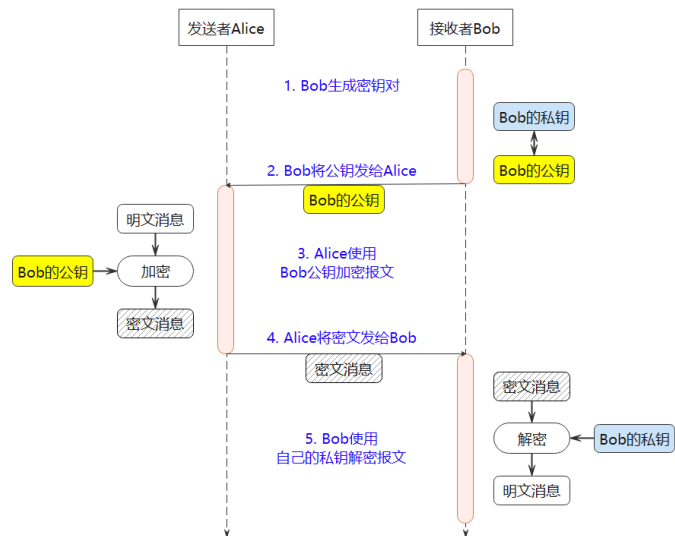 发送者Alice
接收者Bob
1. Bob生成密钥对
Bob的私钥
2. Bob将公钥发给Alice
Bob的公钥
Bob的公钥
明文消息
3. Alice使用
Bob公钥加密报文
Bob的公钥
加密
密文消息
4. Alice将密文发给Bob
密文消息
密文消息
5. Bob使用
自己的私钥解密报文
解密
Bob的私钥
明文消息